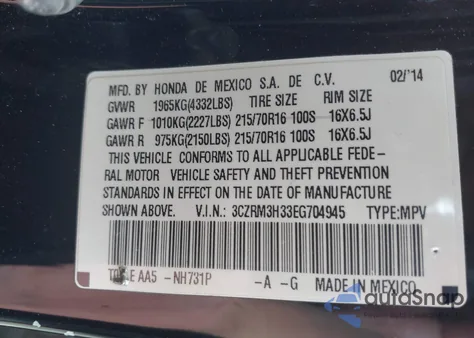 MFD. BY HONDA DE MEXICO S.A. DE C.V. 02/'14
GVWR 1965KG(4332LBS) TIRE SIZE RIM SIZE
GAWR F 1010KG(2227LBS) 215/70R16 100S 16X6.5J
GAWR R 975KG(2150LBS) 215/70R16 100S 16X6.5J
THIS VEHICLE CONFORMS TO ALL APPLICABLE FEDE-
RAL MOTOR VEHICLE SAFETY AND THEFT PREVENTION
STANDARDS IN EFFECT ON THE DATE OF MANUFACTURE
SHOWN ABOVE. V.I.N.: 3CZRM3H33EG704945 TYPE:MPV
AA5 -NH731P -A -G MADE IN MEXICO
autoSnap